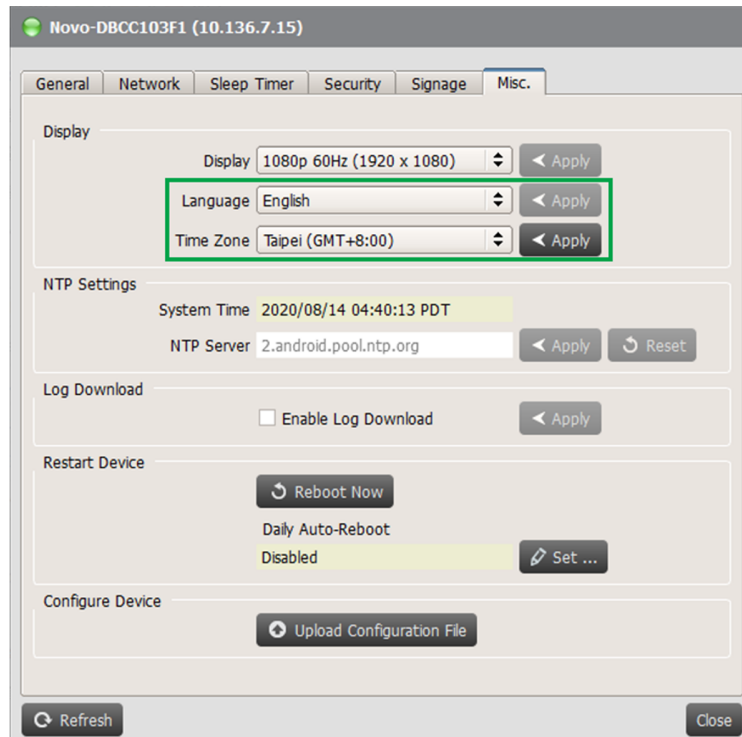 Novo-DBCC103F1 (10.136.7.15)
General Network Sleep Timer Security Signage Misc.
Display
Display 1080p 60Hz (1920 x 1080) Apply
Language English Apply
Time Zone Taipei (GMT+8:00) Apply
NTP Settings
System Time 2020/08/14 04:40:13 PDT
NTP Server 2.android.pool.ntp.org Apply Reset
Log Download
Enable Log Download Apply
Restart Device
Reboot Now
Daily Auto-Reboot
Disabled Set ...
Configure Device
Upload Configuration File
Refresh Close